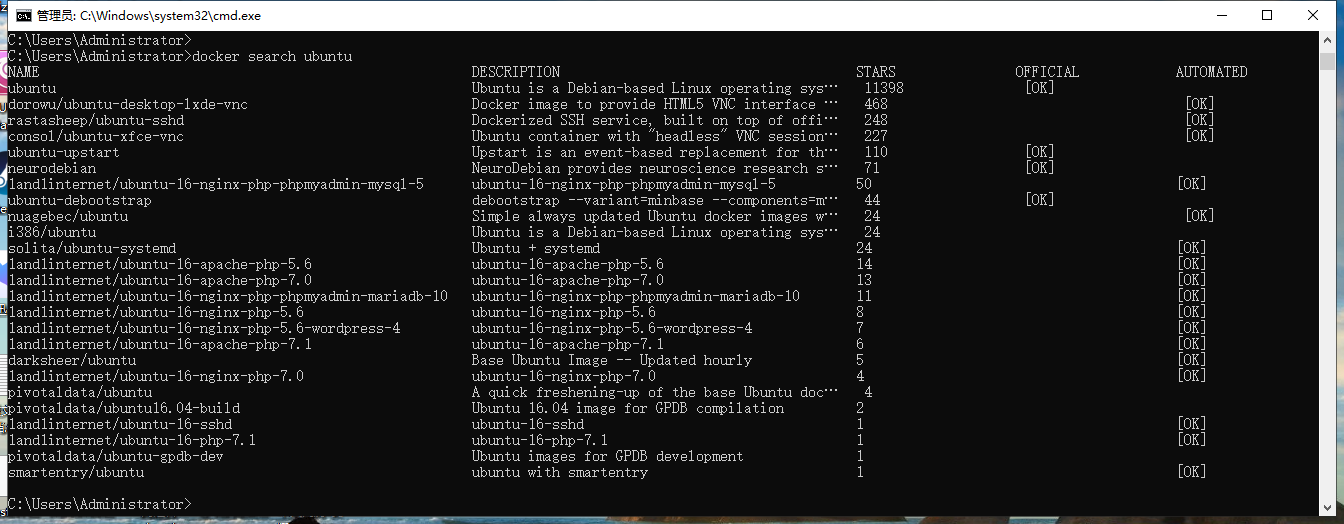 管理员: C:\Windows\system32\cmd.exe
C:\Users\Administrator>
C:\Users\Administrator>docker search ubuntu
NAME DESCRIPTION STARS OFFICIAL AUTOMATED
ubuntu Ubuntu is a Debian-based Linux operating sys… 11398 [OK]
dorowu/ubuntu-desktop-lxde-vnc Docker image to provide HTML5 VNC interface … 468 [OK]
rastasheep/ubuntu-sshd Dockerized SSH service, built on top of offi… 248 [OK]
consol/ubuntu-xfce-vnc Ubuntu container with "headless" VNC session… 227 [OK]
ubuntu-upstart Upstart is an event-based replacement for th… 110 [OK]
neurodebian NeuroDebian provides neuroscience research s… 71 [OK]
landlinternet/ubuntu-16-nginx-php-phpmyadmin-mysql-5 ubuntu-16-nginx-php-phpmyadmin-mysql-5 50 [OK]
ubuntu-debootstrap debootstrap --variant=minbase --components=m… 44 [OK]
nuagebec/ubuntu Simple always updated Ubuntu docker images w… 24 [OK]
i386/ubuntu Ubuntu is a Debian-based Linux operating sys… 24
solita/ubuntu-systemd Ubuntu + systemd 24 [OK]
landlinternet/ubuntu-16-apache-php-5.6 ubuntu-16-apache-php-5.6 14 [OK]
landlinternet/ubuntu-16-apache-php-7.0 ubuntu-16-apache-php-7.0 13 [OK]
landlinternet/ubuntu-16-nginx-php-phpmyadmin-mariadb-10 ubuntu-16-nginx-php-phpmyadmin-mariadb-10 11 [OK]
landlinternet/ubuntu-16-nginx-php-5.6 ubuntu-16-nginx-php-5.6 8 [OK]
landlinternet/ubuntu-16-nginx-php-5.6-wordpress-4 ubuntu-16-nginx-php-5.6-wordpress-4 7 [OK]
landlinternet/ubuntu-16-apache-php-7.1 ubuntu-16-apache-php-7.1 6 [OK]
darksheer/ubuntu Base Ubuntu Image -- Updated hourly 5 [OK]
landlinternet/ubuntu-16-nginx-php-7.0 ubuntu-16-nginx-php-7.0 4 [OK]
pivotaldata/ubuntu A quick freshening-up of the base Ubuntu doc… 4
pivotaldata/ubuntu16.04-build Ubuntu 16.04 image for GPDB compilation 2
landlinternet/ubuntu-16-sshd ubuntu-16-sshd 1 [OK]
landlinternet/ubuntu-16-php-7.1 ubuntu-16-php-7.1 1 [OK]
pivotaldata/ubuntu-gpdb-dev Ubuntu images for GPDB development 1
smartentry/ubuntu ubuntu with smartentry 1 [OK]
C:\Users\Administrator>